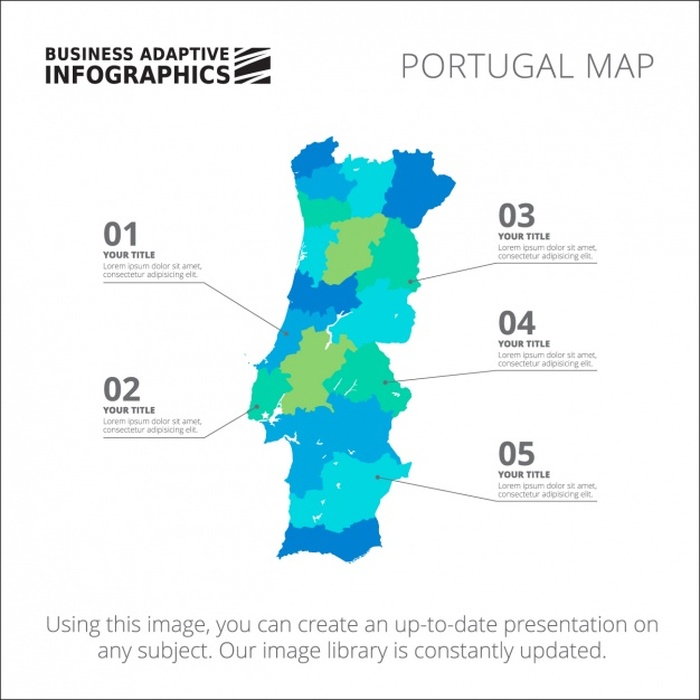 BUSINESS ADAPTIVE
INFOGRAPHICS
PORTUGAL MAP
01
YOUR TITLE
Lorem ipsum dolor sit amet,
consectetur adipisicing elit.
02
YOUR TITLE
Lorem ipsum dolor sit amet,
consectetur adipisicing elit.
03
YOUR TITLE
Lorem ipsum dolor sit amet,
consectetur adipisicing elit.
04
YOUR TITLE
Lorem ipsum dolor sit amet,
consectetur adipisicing elit.
05
YOUR TITLE
Lorem ipsum dolor sit amet,
consectetur adipisicing elit.
Using this image, you can create an up-to-date presentation on
any subject. Our image library is constantly updated.